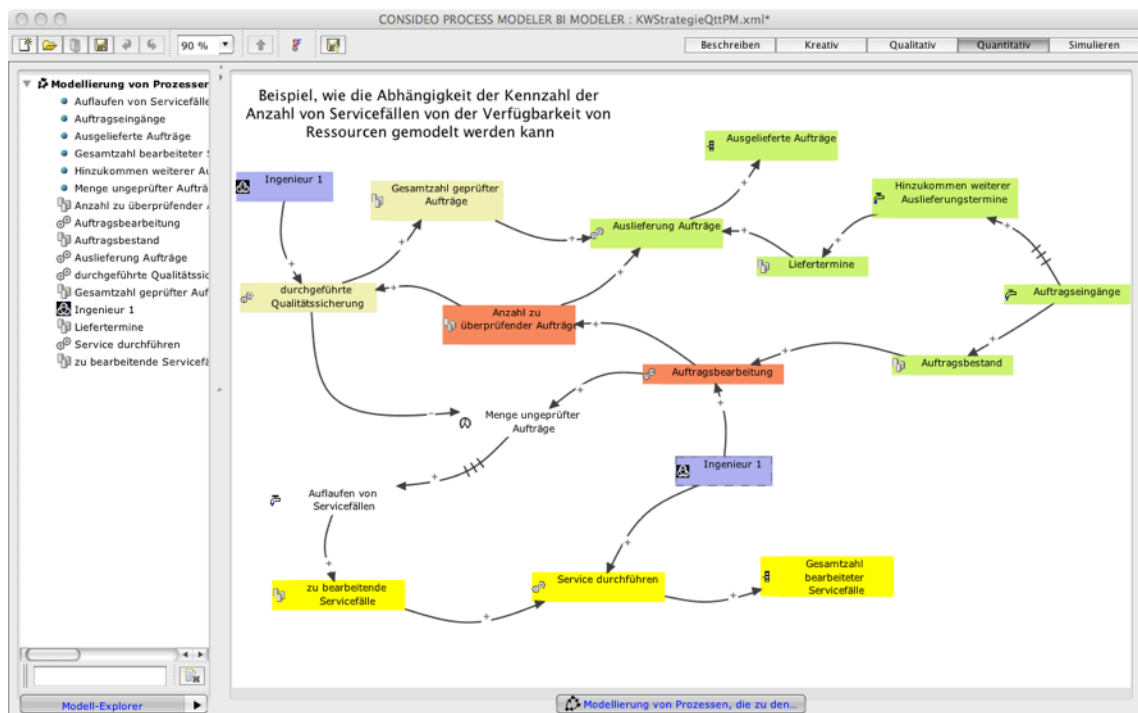 CONSIDEO PROCESS MODELER BI MODELER : KWStrategieQttPM.xml*
90 %
Beschreiben
Kreativ
Qualitativ
Quantitativ
Simulieren
Modellierung von Prozesser
Auflaufen von Servicefälle
Auftragseingänge
Ausgelieferte Aufträge
Gesamtzahl bearbeiteter
Hinzukommen weiterer Au
Menge ungeprüfter Aufträ
Anzahl zu überprüfender
Auftragsbearbeitung
Auftragsbestand
Auslieferung Aufträge
durchgeführte Qualitätssic
Gesamtzahl geprüfter Auf
Ingenieur 1
Liefertermine
Service durchführen
zu bearbeitende Servicefä
Modell-Explorer
Beispiel, wie die Abhängigkeit der Kennzahl der
Anzahl von Servicefällen von der Verfügbarkeit von
Ressourcen gemodelt werden kann
Ausgelieferte Aufträge
Ingenieur 1
Gesamtzahl geprüfter
Aufträge
Hinzukommen weiterer
Auslieferungstermine
Auslieferung Aufträge
Liefertermine
durchgeführte
Qualitätssicherung
Auftragseingänge
Anzahl zu
überprüfender Aufträge
Auftragsbestand
Auftragsbearbeitung
Menge ungeprüfter
Aufträge
Ingenieur 1
Auflaufen von
Servicefällen
zu bearbeitende
Servicefälle
Service durchführen
Gesamtzahl
bearbeiteter
Servicefälle
Modellierung von Prozessen, die zu den...